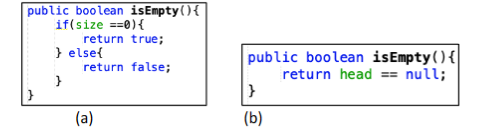 public boolean isEmpty(){
if(size ==0){
return true;
} else{
return false;
}
}
(a)
public boolean isEmpty(){
return head == null;
}
(b)